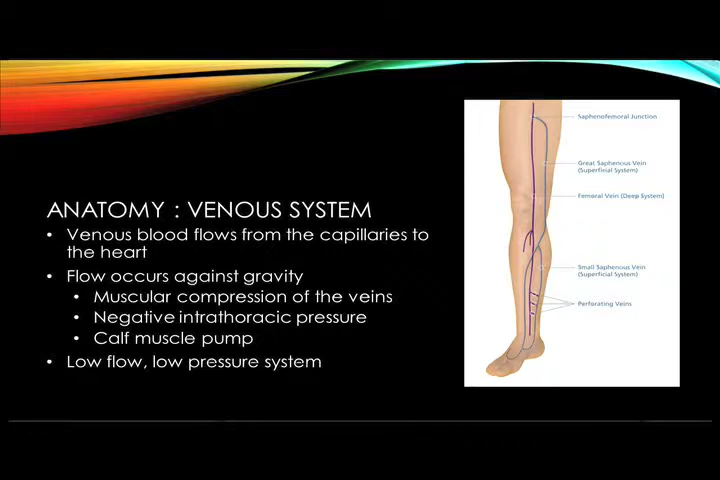 ANATOMY : VENOUS SYSTEM
• Venous blood flows from the capillaries to
the heart
• Flow occurs against gravity
• Muscular compression of the veins
• Negative intrathoracic pressure
• Calf muscle pump
• Low flow, low pressure system
Saphenofemoral Junction
Great Saphenous Vein
(Superficial System)
Femoral Vein (Deep System)
Small Saphenous Vein
(Superficial System)
Perforating Veins